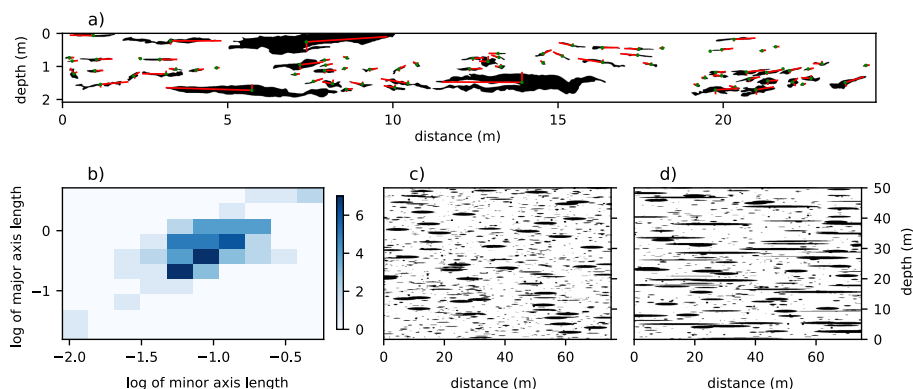 a)
0
1
2
depth (m)
0 5 10 15 20
distance (m)
b)
0
−1
log of major axis length
−2.0 −1.5 −1.0 −0.5
log of minor axis length
6
4
2
0
c)
0 20 40 60
distance (m)
d)
50
40
30
20
10
0
depth (m)
0 20 40 60
distance (m)